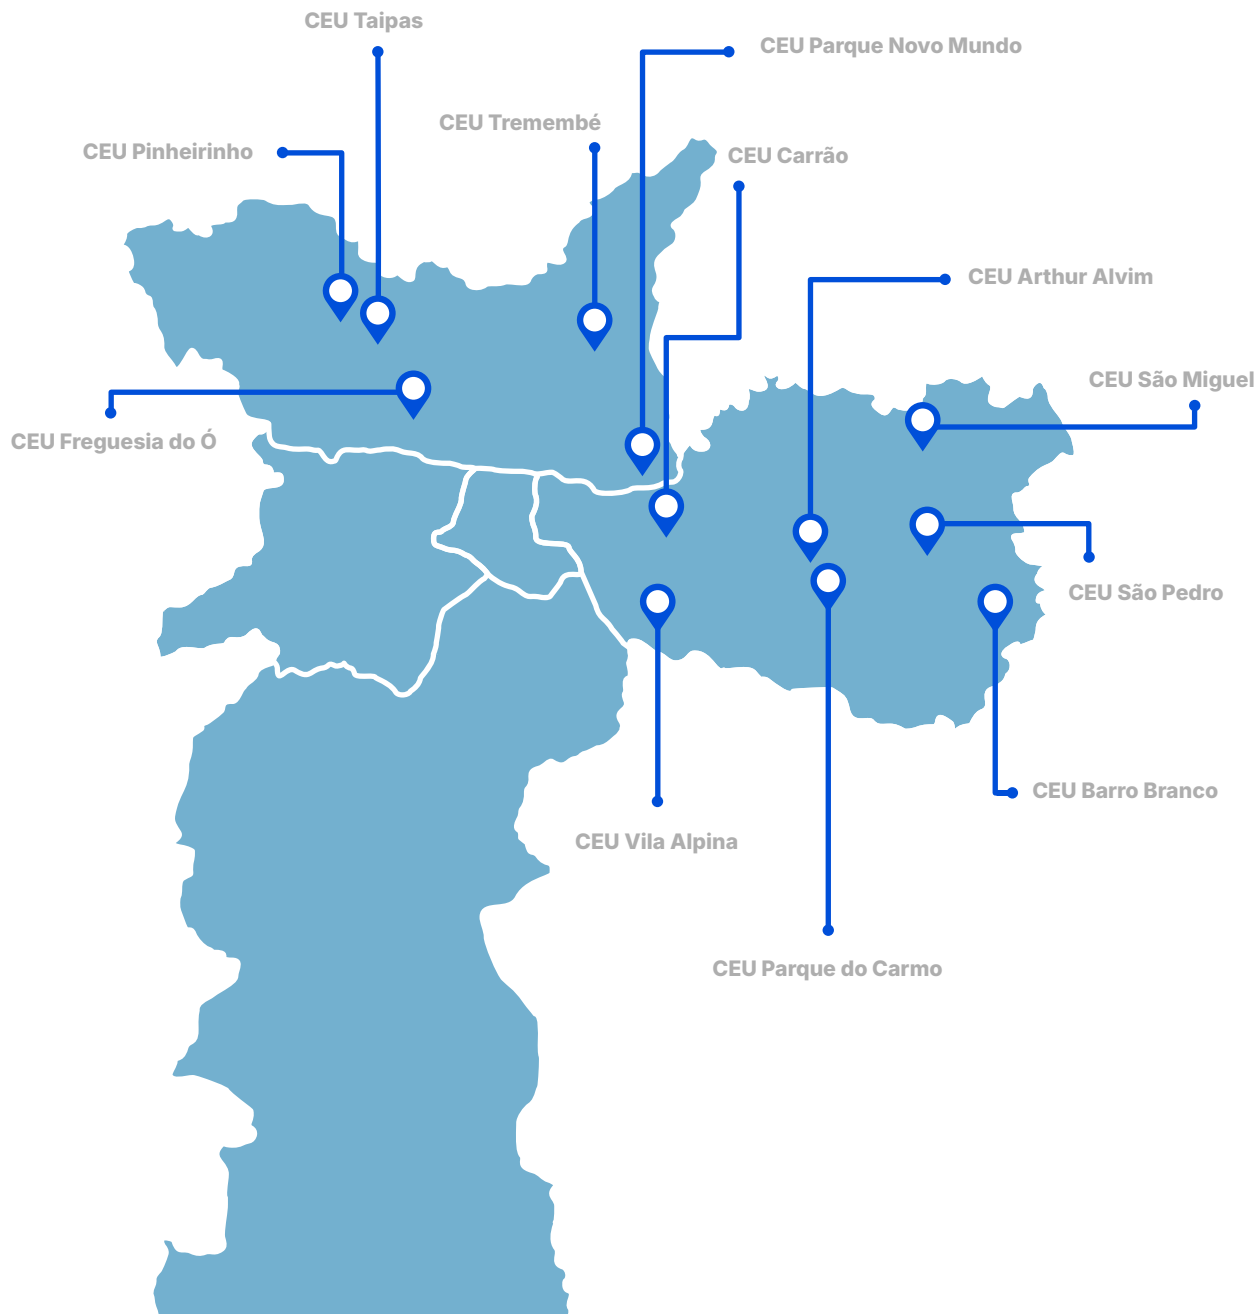 CEU Taipas
CEU Parque Novo Mundo
CEU Tremembé
CEU Pinheirinho
CEU Carrão
CEU Arthur Alvim
CEU São Miguel
CEU Freguesia do Ó
CEU São Pedro
CEU Barro Branco
CEU Vila Alpina
CEU Parque do Carmo